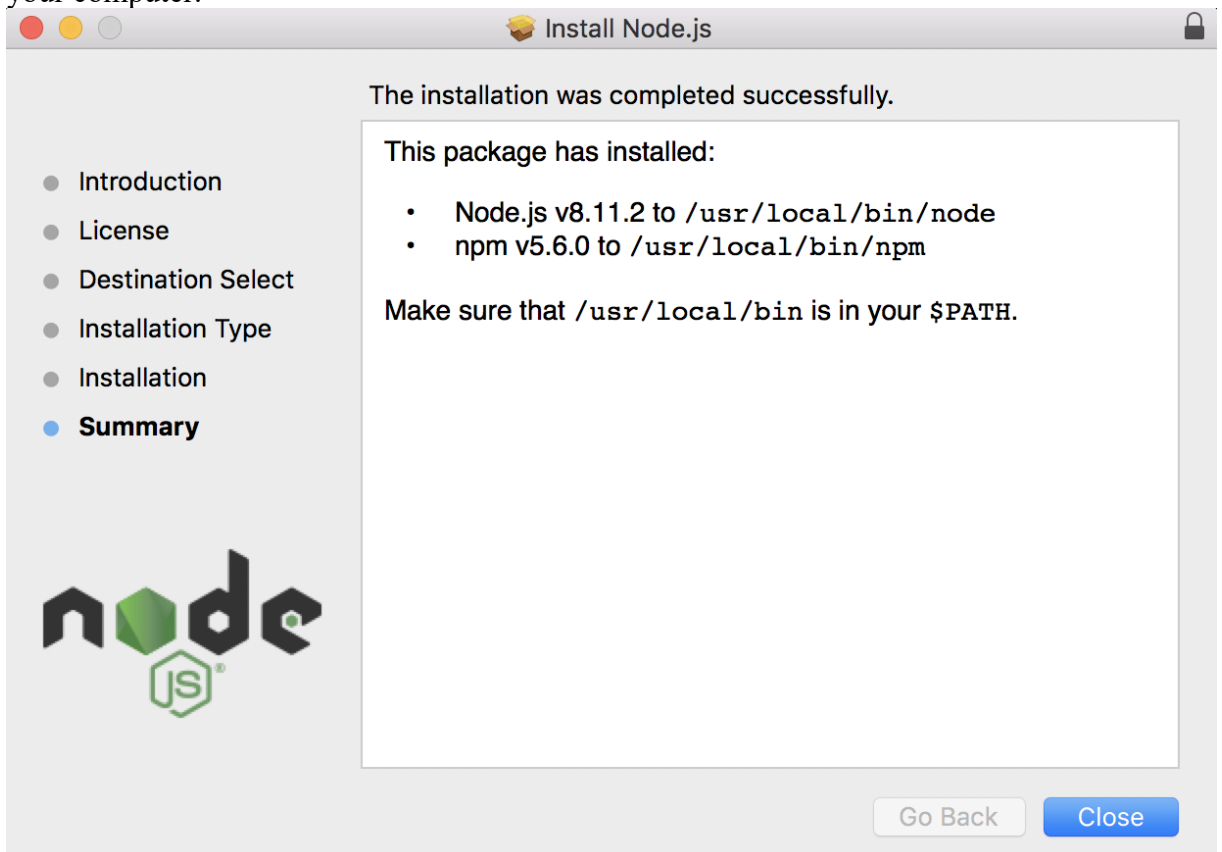 your computer.
Install Node.js
The installation was completed successfully.
Introduction
License
Destination Select
Installation Type
Installation
Summary
This package has installed:
• Node.js v8.11.2 to /usr/local/bin/node
• npm v5.6.0 to /usr/local/bin/npm
Make sure that /usr/local/bin is in your $PATH.
node
JS®
Go Back
Close